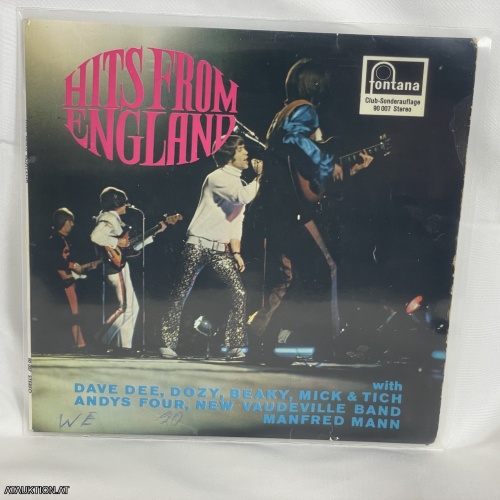 HITS FROM
ENGLAND
fontana
Club-Sonderauflage
90 007 Stereo
with
DAVE DEE, DOZY, BEAKY, MICK & TICH
ANDYS FOUR, NEW VAUDEVILLE BAND
MANFRED MANN
WE
ATAUKTION.AT